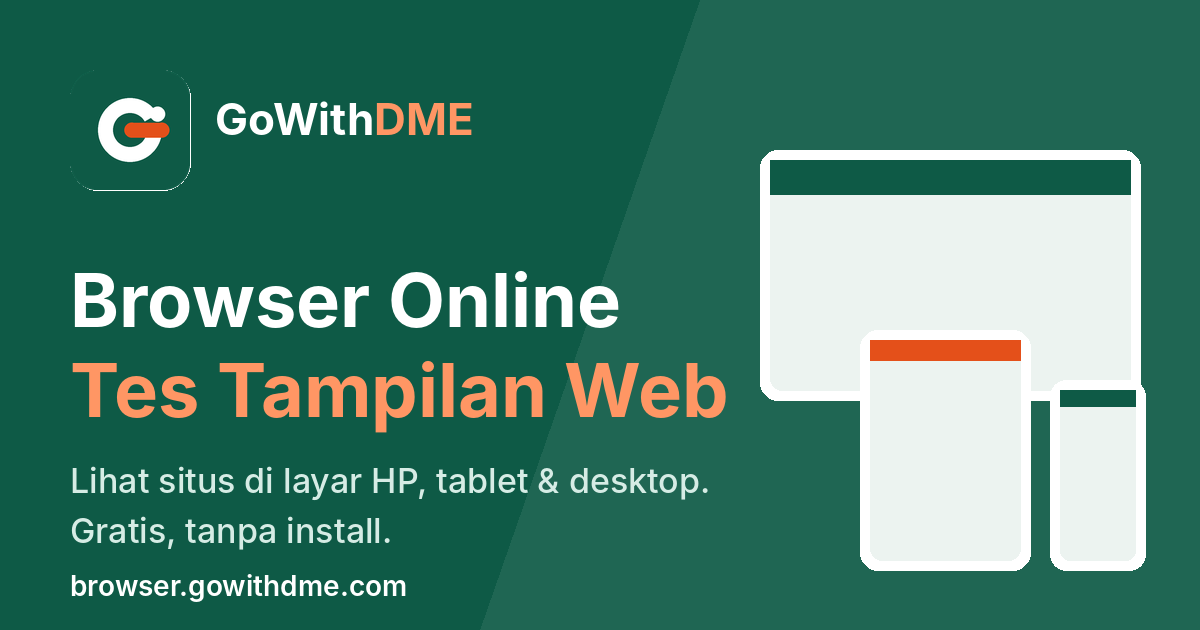 GoWithDME
Browser Online
Tes Tampilan Web
Lihat situs di layar HP, tablet & desktop.
Gratis, tanpa install.
browser.gowithdme.com